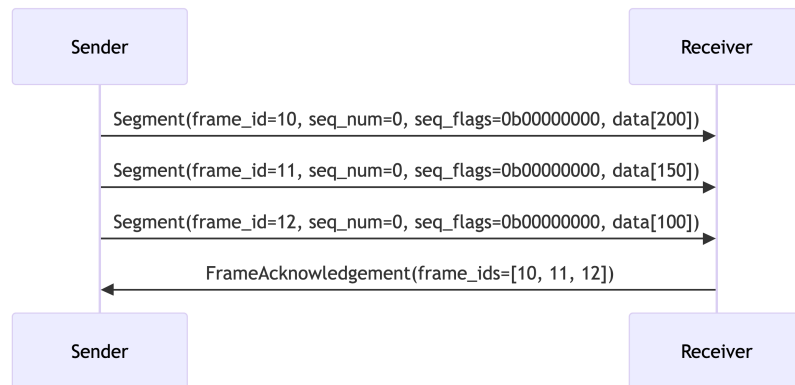 Sender
Receiver
Segment(frame_id=10, seq_num=0, seq_flags=0b00000000, data[200])
Segment(frame_id=11, seq_num=0, seq_flags=0b00000000, data[150])
Segment(frame_id=12, seq_num=0, seq_flags=0b00000000, data[100])
FrameAcknowledgement(frame_ids=[10, 11, 12])
Sender
Receiver